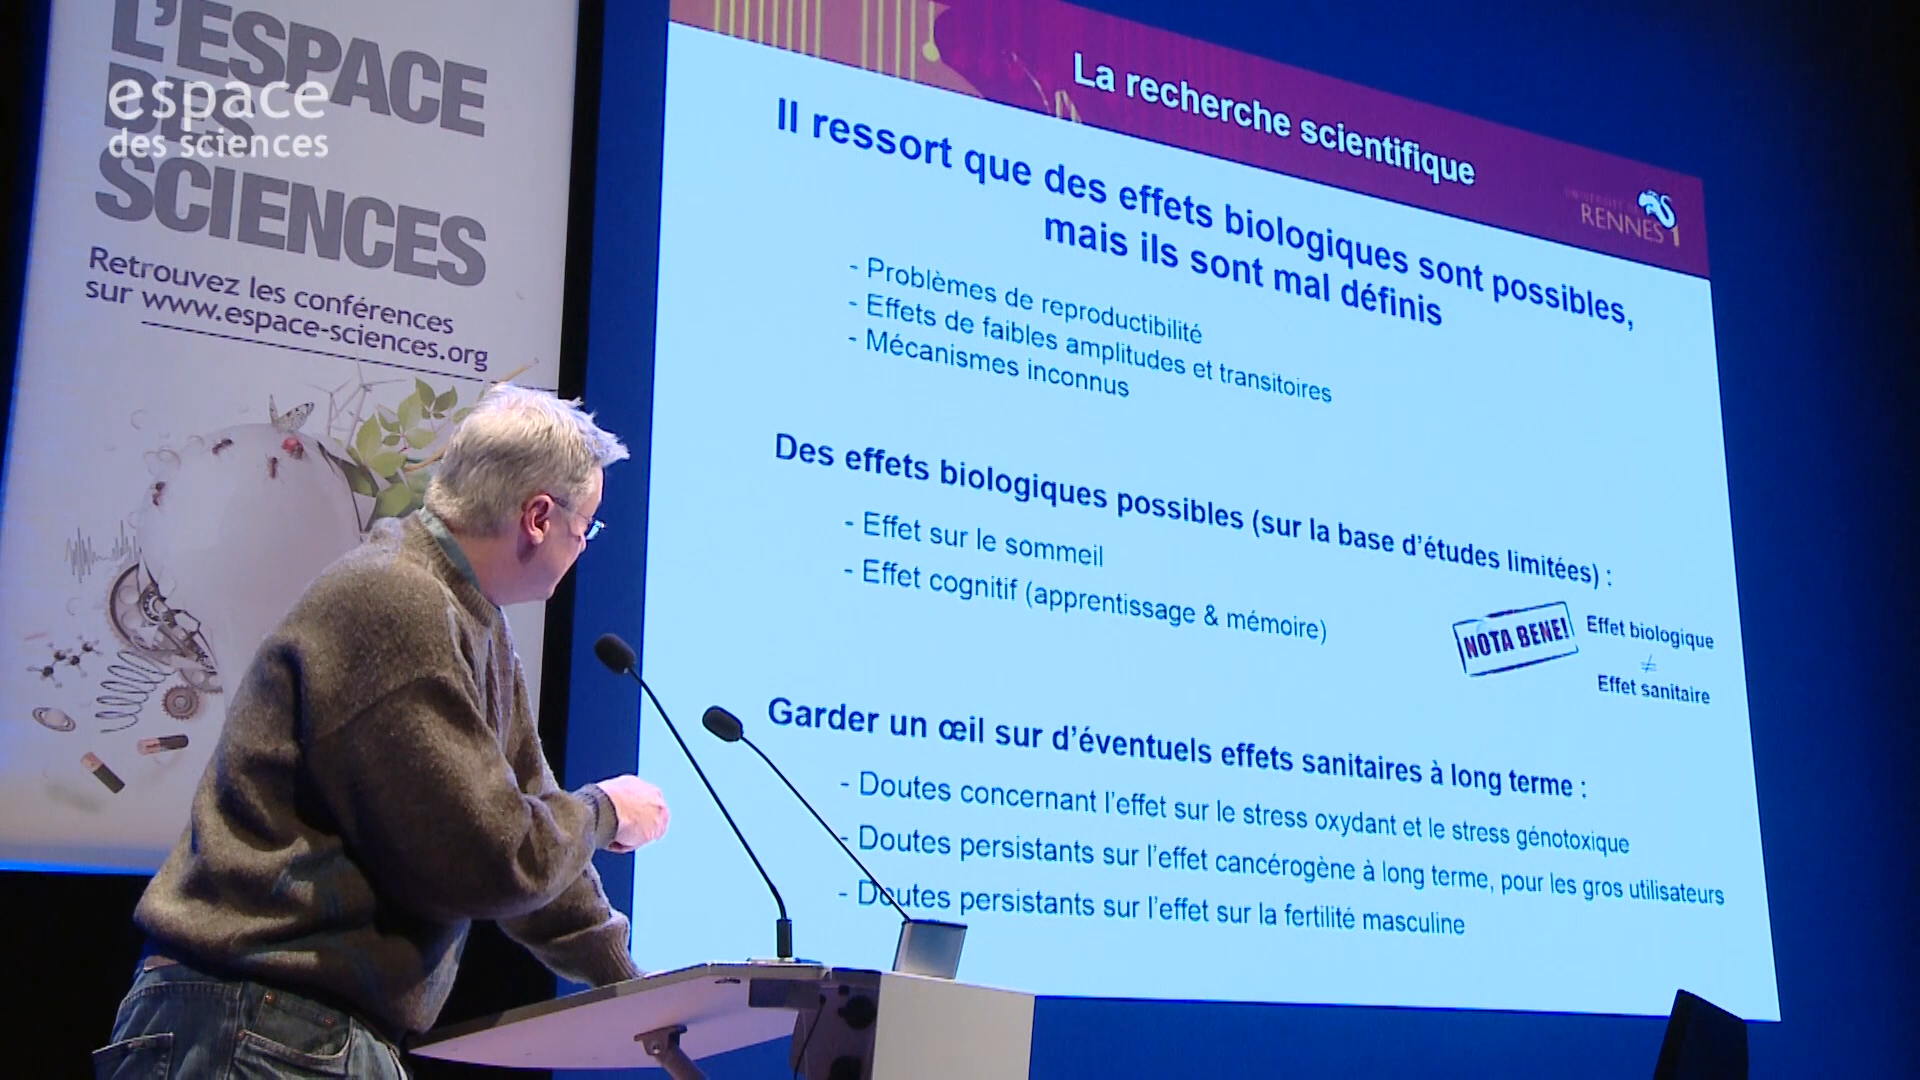 L'ESPACE
DES
SCIENCES
espace
des sciences
Retrouvez les conférences
sur www.espace-sciences.org
La recherche scientifique
UNIVERSITÉ DE
RENNES 1
Il ressort que des effets biologiques sont possibles,
mais ils sont mal définis
- Problèmes de reproductibilité
- Effets de faibles amplitudes et transitoires
- Mécanismes inconnus
Des effets biologiques possibles (sur la base d'études limitées) :
- Effet sur le sommeil
- Effet cognitif (apprentissage & mémoire)
NOTA BENE!
Effet biologique
≠
Effet sanitaire
Garder un œil sur d'éventuels effets sanitaires à long terme :
- Doutes concernant l'effet sur le stress oxydant et le stress génotoxique
- Doutes persistants sur l'effet cancérogène à long terme, pour les gros utilisateurs
- Doutes persistants sur l'effet sur la fertilité masculine